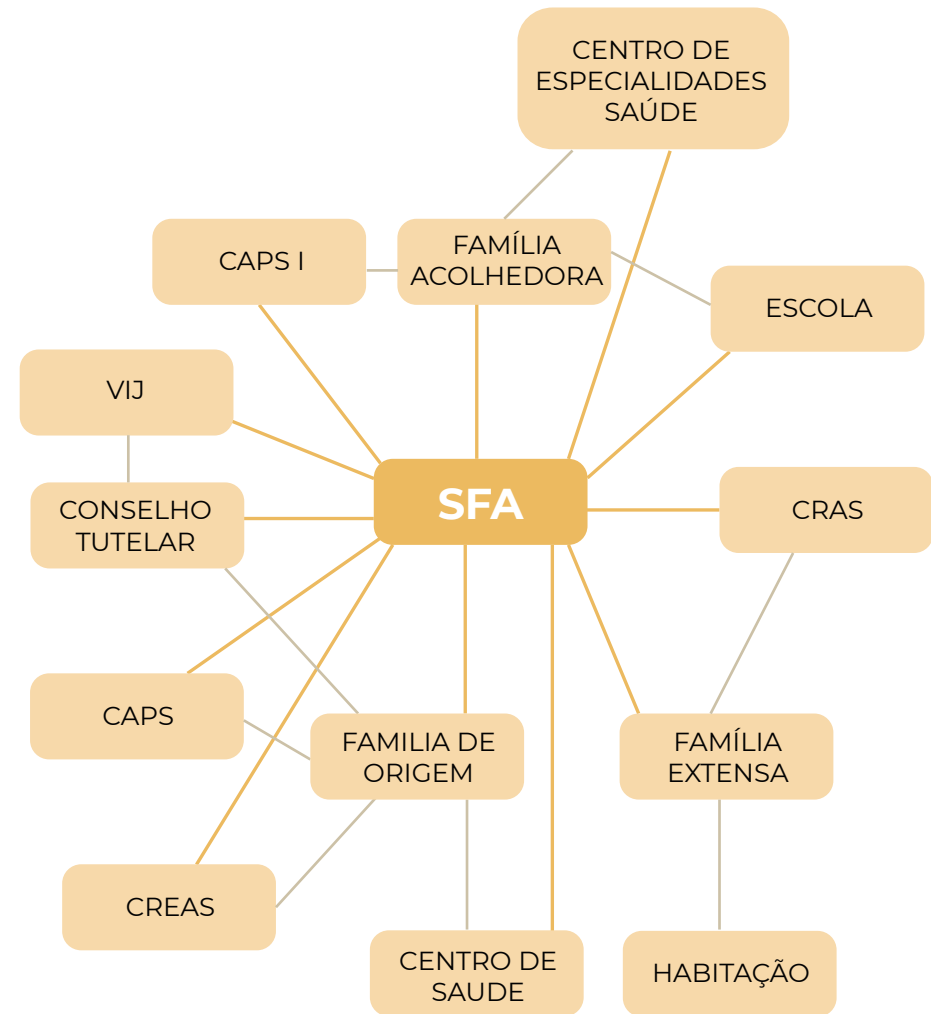 CENTRO DE
ESPECIALIDADES
SAÚDE
CAPS I
FAMÍLIA
ACOLHEDORA
ESCOLA
VIJ
SFA
CONSELHO
TUTELAR
CRAS
CAPS
FAMILIA DE
ORIGEM
FAMÍLIA
EXTENSA
CREAS
CENTRO DE
SAUDE
HABITAÇÃO